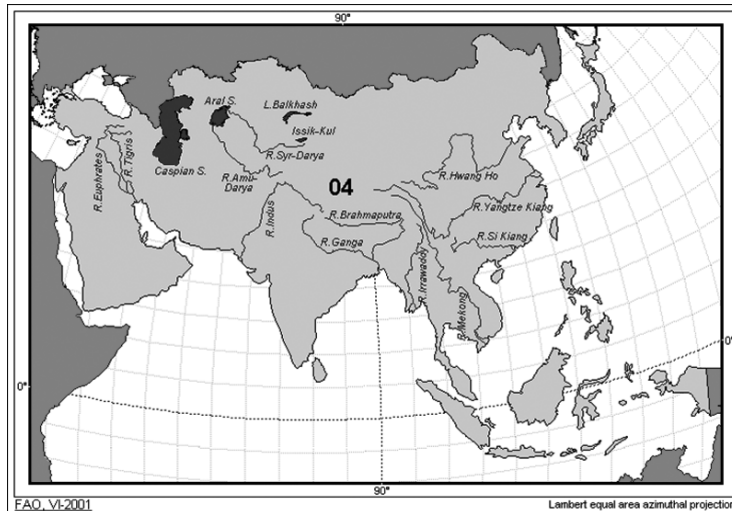 90°
Aral S.
L.Balkhash
Issik-Kul
R.Syr-Darya
Caspian S.
R.Tigris
R.Euphrates
R.Amu-
Darya
04
R.Hwang Ho
R.Indus
R.Brahmaputra
R.Yangtze Kiang
R.Ganga
R.Si Kiang
R.Irrawaddy
R.Mekong
0°
0°
90°
FAO, VI-2001
Lambert equal area azimuthal projection